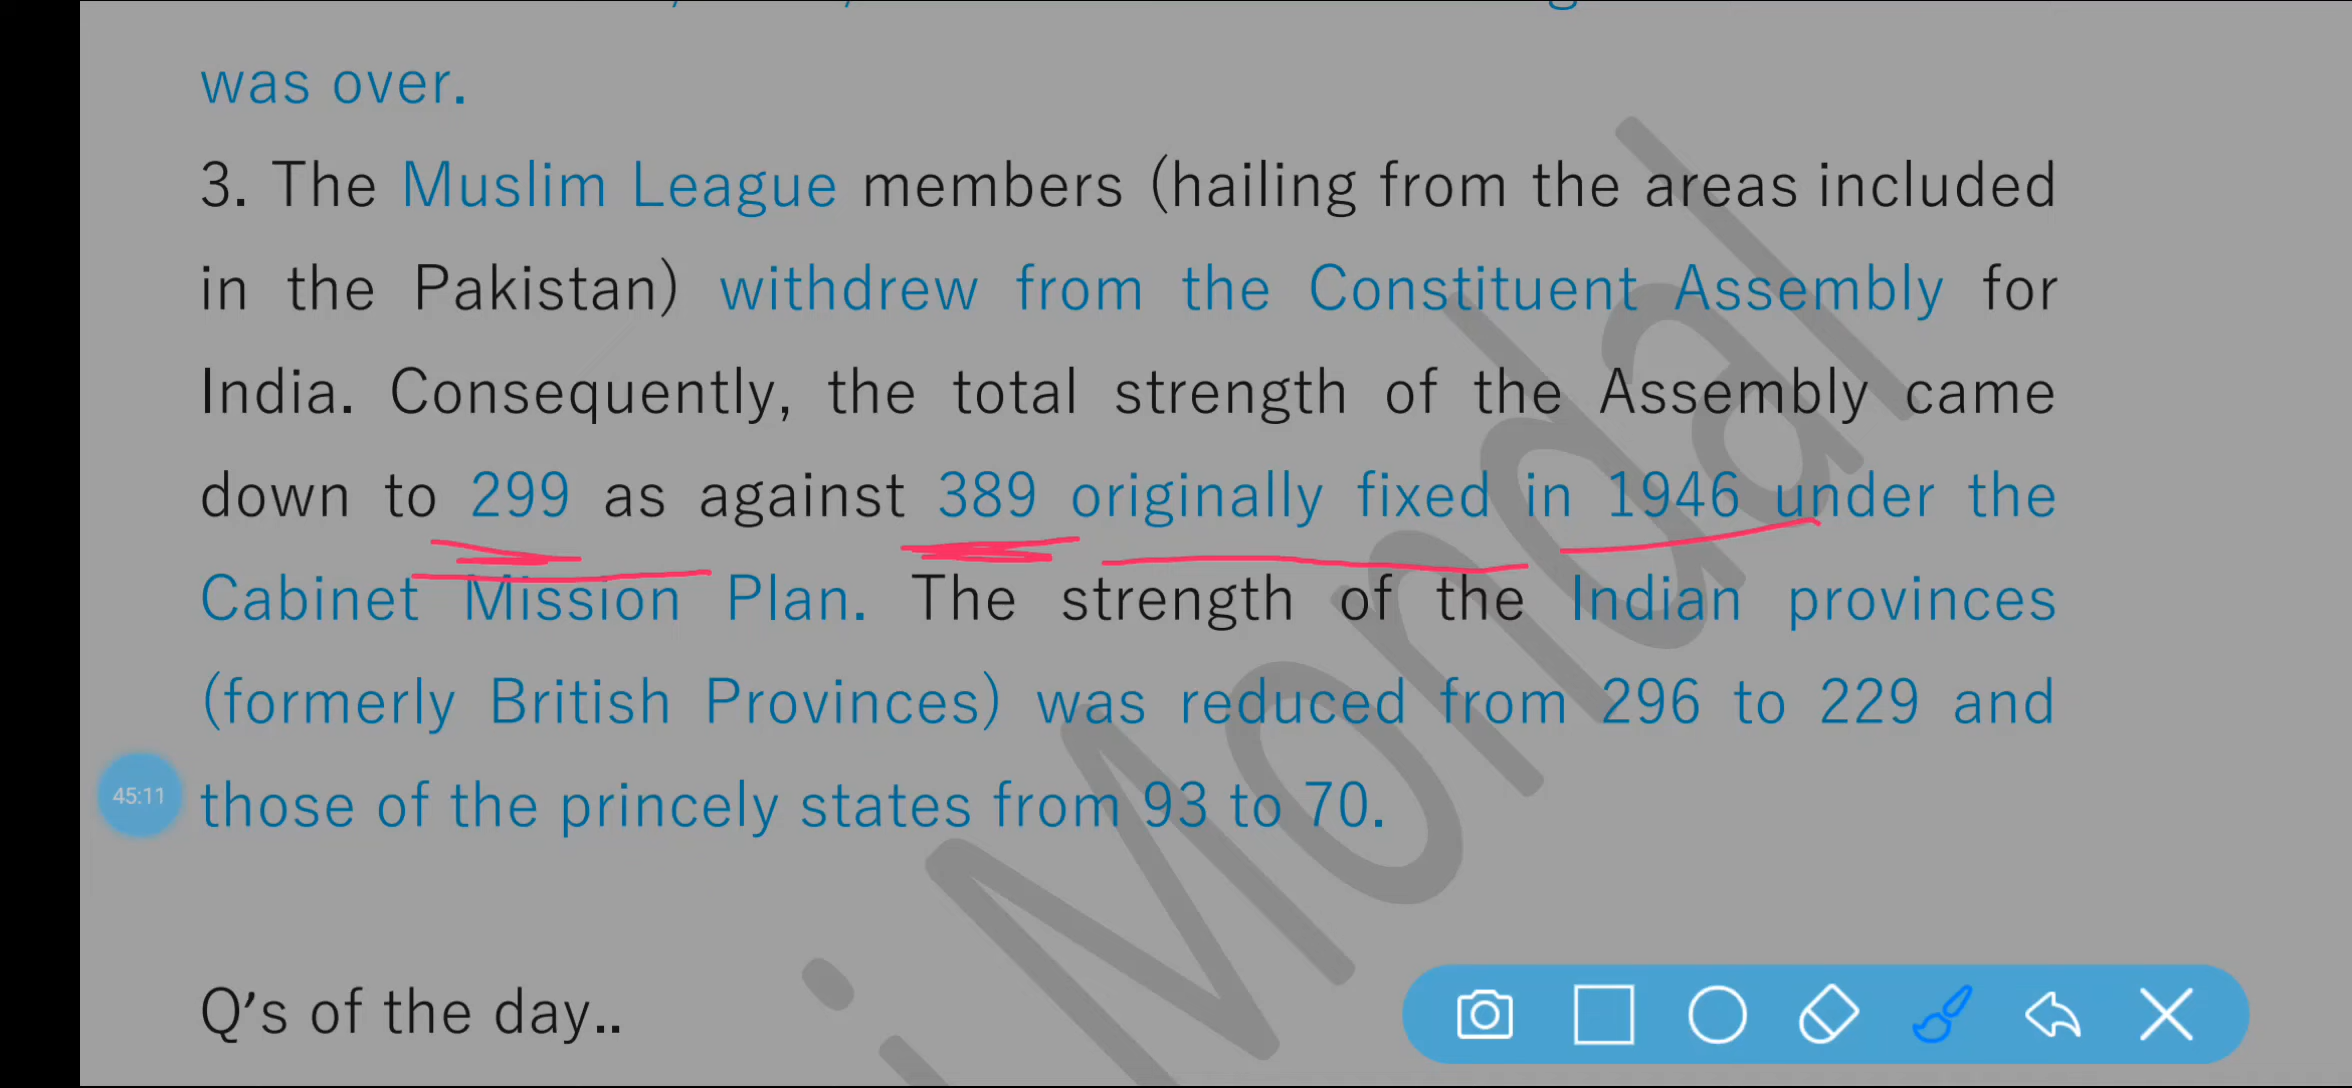 was over.
3. The Muslim League members (hailing from the areas included
in the Pakistan) withdrew from the Constituent Assembly for
India. Consequently, the total strength of the Assembly came
down to 299 as against 389 originally fixed in 1946 under the
Cabinet Mission Plan. The strength of the Indian provinces
(formerly British Provinces) was reduced from 296 to 229 and
45:11
those of the princely states from 93 to 70.
Q's of the day..
i Mondal